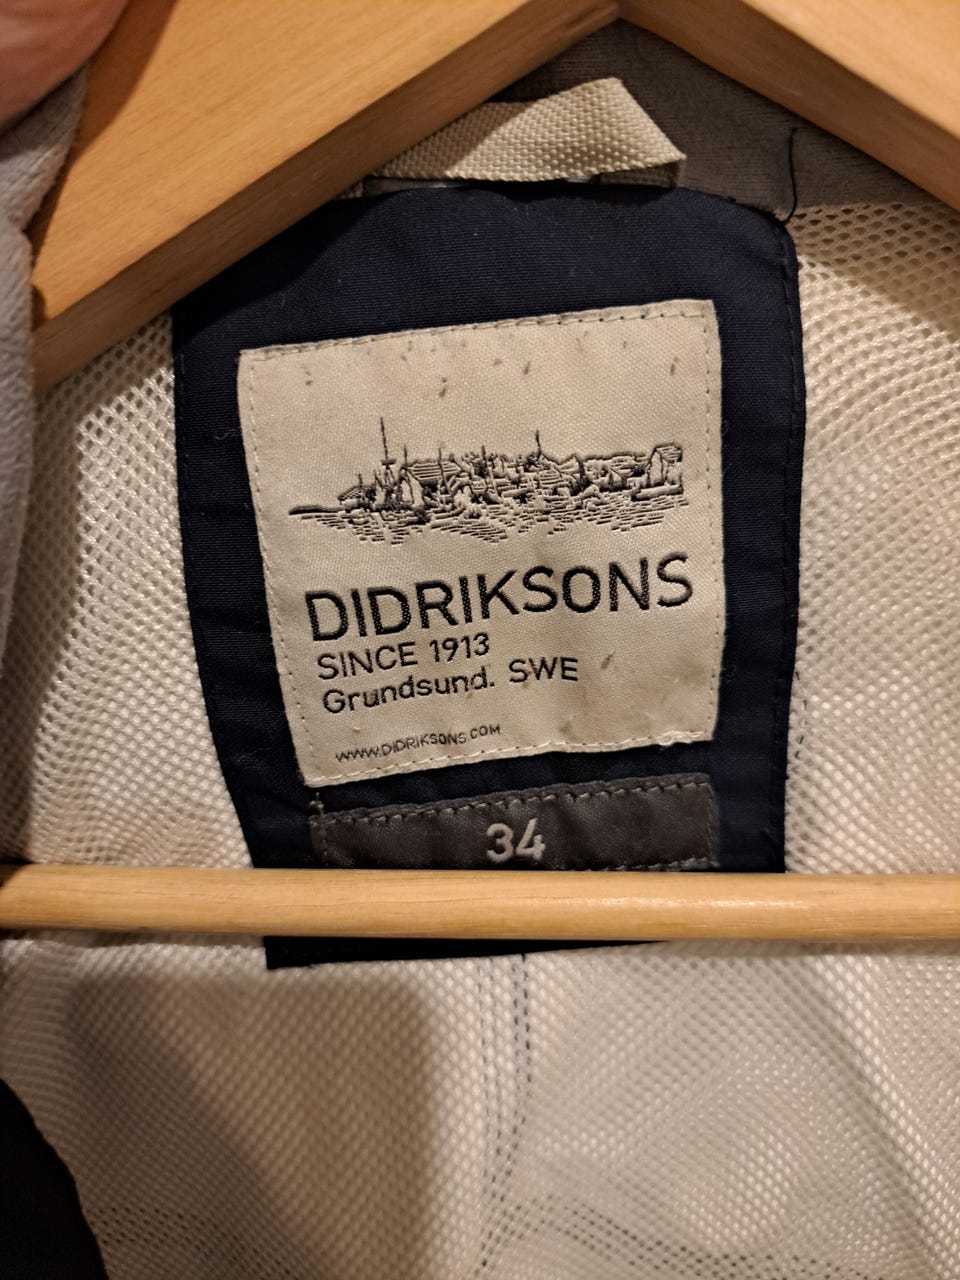 DIDRIKSONS
SINCE 1913
Grundsund. SWE
WWW.DIDRIKSONS.COM
34